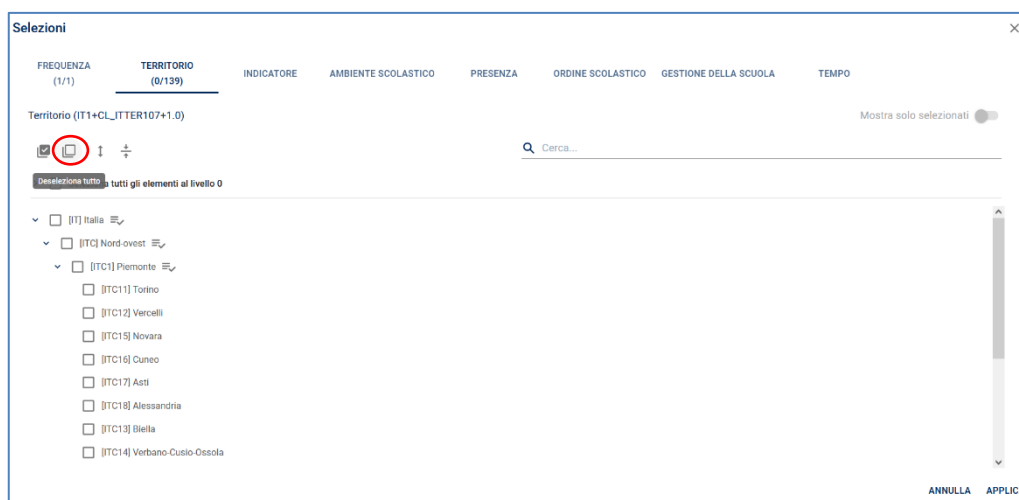 Selezioni
FREQUENZA
(1/1)
TERRITORIO
(0/139)
INDICATORE
AMBIENTE SCOLASTICO
PRESENZA
ORDINE SCOLASTICO
GESTIONE DELLA SCUOLA
TEMPO
Territorio (IT1+CL_ITTER107+1.0)
Mostra solo selezionati
Cerca...
Deseleziona tutto
a tutti gli elementi al livello 0
[IT] Italia
[ITC] Nord-ovest
[ITC1] Piemonte
[ITC11] Torino
[ITC12] Vercelli
[ITC15] Novara
[ITC16] Cuneo
[ITC17] Asti
[ITC18] Alessandria
[ITC13] Biella
[ITC14] Verbano-Cusio-Ossola
ANNULLA APPLIC